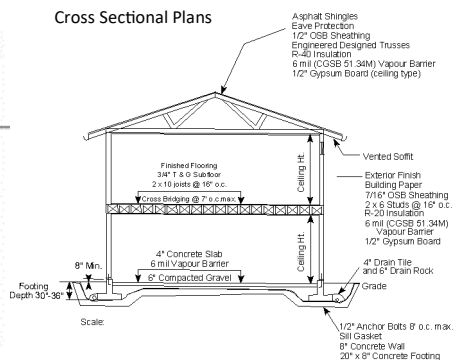 Cross Sectional Plans
Asphalt Shingles
Eave Protection
1/2" OSB Sheathing
Engineered Designed Trusses
R-40 Insulation
6 mil (CGSB 51.34M) Vapour Barrier
1/2" Gypsum Board (ceiling type)
Vented Soffit
Ceiling Ht.
Finished Flooring
3/4" T & G Subfloor
2 x 10 joists @ 16" o.c.
Cross Bridging @ 7' o.c.max.
Exterior Finish
Building Paper
7/16" OSB Sheathing
2 x 6 Studs @ 16" o.c.
R-20 Insulation
6 mil (CGSB 51.34M)
Vapour Barrier
1/2" Gypsum Board
Ceiling Ht.
4" Concrete Slab
6 mil Vapour Barrier
6" Compacted Gravel
8" Min.
Footing
Depth 30"-36"
4" Drain Tile
and 6" Drain Rock
Grade
Scale:
1/2" Anchor Bolts 8' o.c. max.
Sill Gasket
8" Concrete Wall
20" x 8" Concrete Footing